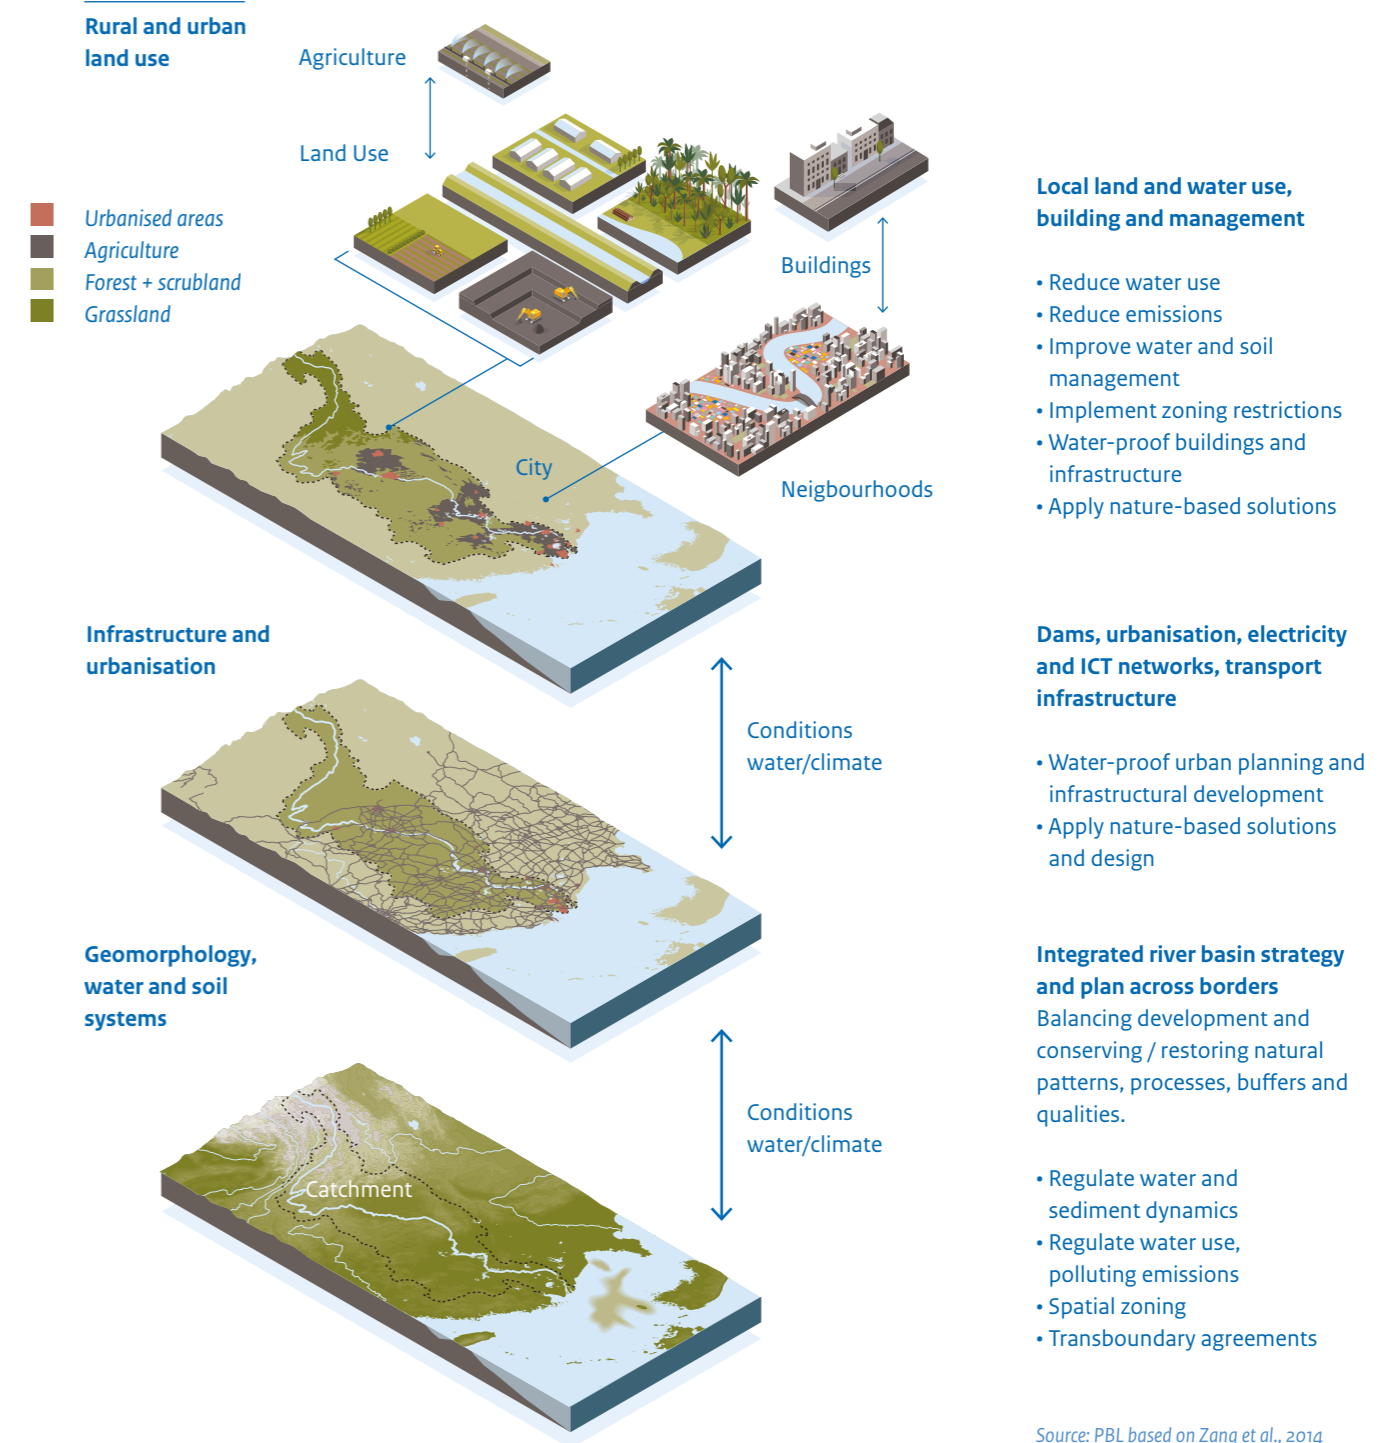 Rural and urban
land use
Agriculture
Land Use
Urbanised areas
Agriculture
Forest + scrubland
Grassland
Buildings
City
Neigbourhoods
Local land and water use,
building and management
• Reduce water use
• Reduce emissions
• Improve water and soil
management
• Implement zoning restrictions
• Water-proof buildings and
infrastructure
• Apply nature-based solutions
Infrastructure and
urbanisation
Conditions
water/climate
Dams, urbanisation, electricity
and ICT networks, transport
infrastructure
• Water-proof urban planning and
infrastructural development
• Apply nature-based solutions
and design
Geomorphology,
water and soil
systems
Catchment
Conditions
water/climate
Integrated river basin strategy
and plan across borders
Balancing development and
conserving / restoring natural
patterns, processes, buffers and
qualities.
• Regulate water and
sediment dynamics
• Regulate water use,
polluting emissions
• Spatial zoning
• Transboundary agreements
Source: PBL based on Zang et al., 2014